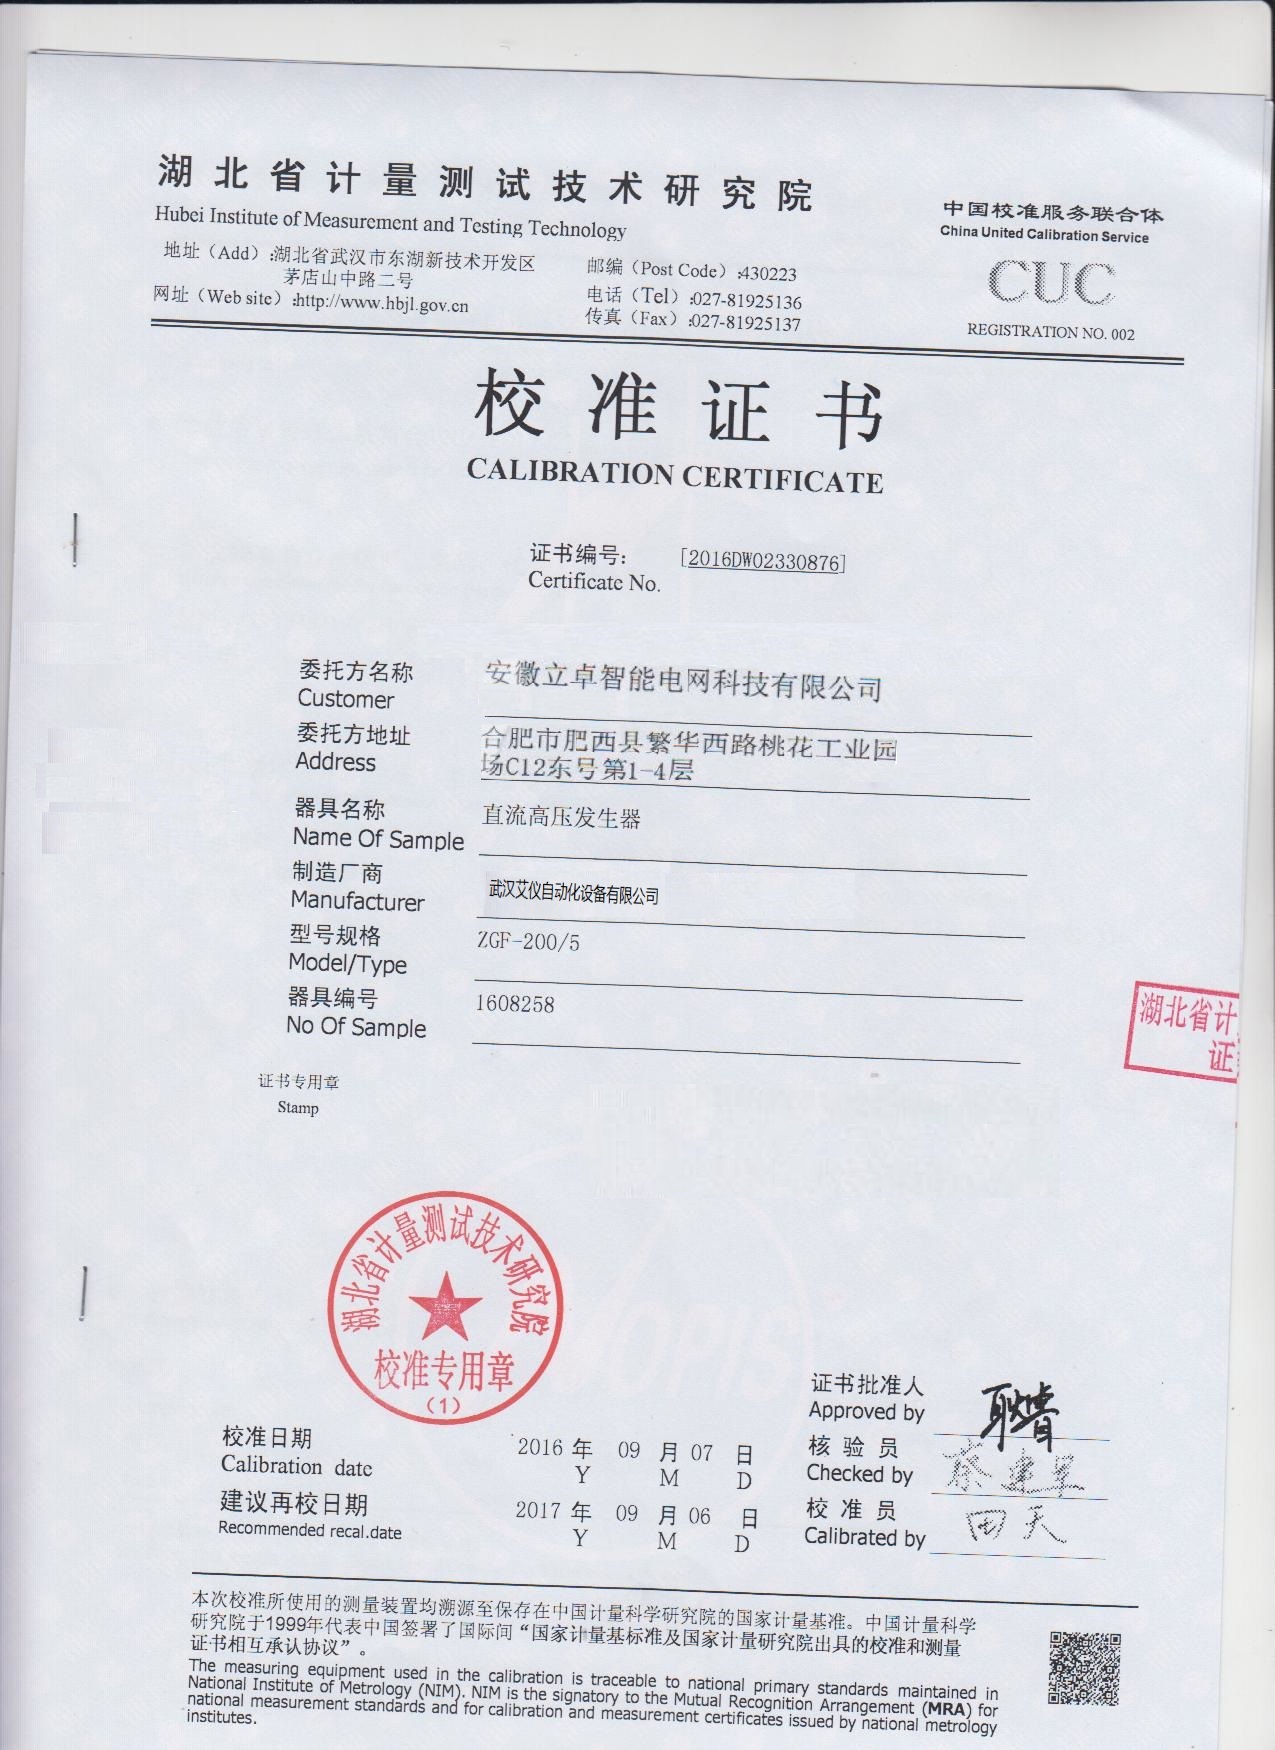 湖北省计量测试技术研究院
Hubei Institute of Measurement and Testing Technology
地址（Add）:湖北省武汉市东湖新技术开发区
茅店山中路二号
网址（Web site）:http://www.hbjl.gov.cn
邮编（Post Code）:430223
电话（Tel）:027-81925136
传真（Fax）:027-81925137
中国校准服务联合体
China United Calibration Service
CUC
REGISTRATION NO. 002
校准证书
CALIBRATION CERTIFICATE
证书编号: [2016DW02330876]
Certificate No.
委托方名称 安徽立卓智能电网科技有限公司
Customer
委托方地址 合肥市肥西县繁华西路桃花工业园
Address 场C12东号第1-4层
器具名称 直流高压发生器
Name Of Sample
制造厂商 武汉艾仪自动化设备有限公司
Manufacturer
型号规格 ZGF-200/5
Model/Type
器具编号 1608258
No Of Sample
湖北省计
证
证书专用章
Stamp
湖北省计量测试技术研究院
校准专用章
(1)
证书批准人
Approved by
校准日期 2016 年 09 月 07 日
Calibration date Y M D
核验员 蔡建军
Checked by
建议再校日期 2017 年 09 月 06 日
Recommended recal.date Y M D
校准员 田天
Calibrated by
本次校准所使用的测量装置均溯源至保存在中国计量科学研究院的国家计量基准。中国计量科学
研究院于1999年代表中国签署了国际间“国家计量基标准及国家计量研究院出具的校准和测量
证书相互承认协议”。
The measuring equipment used in the calibration is traceable to national primary standards maintained in
National Institute of Metrology (NIM). NIM is the signatory to the Mutual Recognition Arrangement (MRA) for
national measurement standards and for calibration and measurement certificates issued by national metrology
institutes.